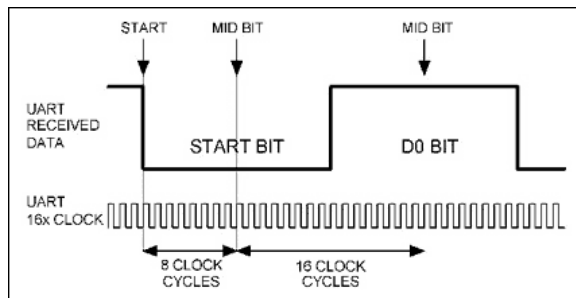 START MID BIT MID BIT
UART
RECEIVED
DATA
START BIT D0 BIT
UART
16x CLOCK
8 CLOCK
CYCLES
16 CLOCK
CYCLES